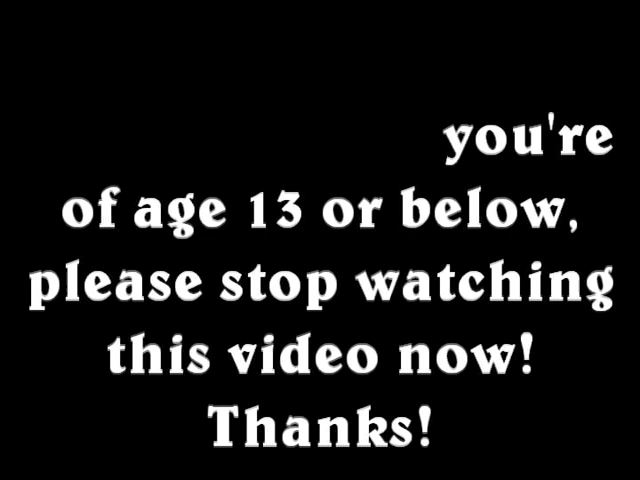 you're
of age 13 or below,
please stop watching
this video now!
Thanks!